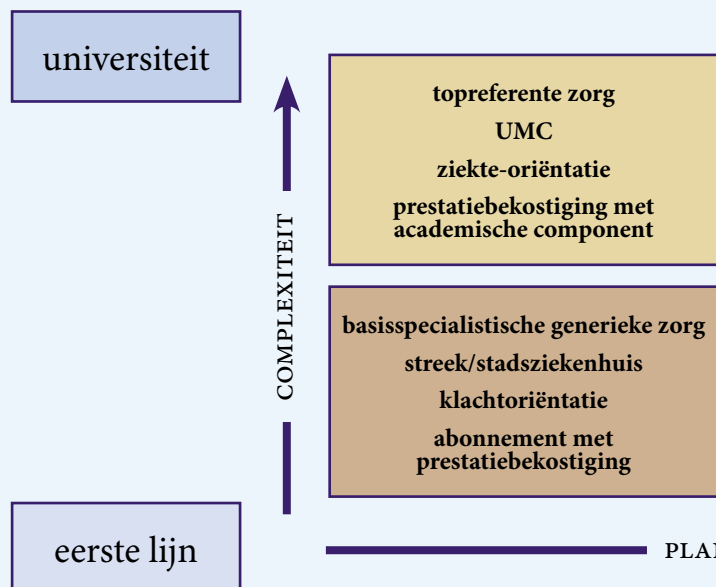 universiteit
topreferente zorg
UMC
ziekte-oriëntatie
prestatiebekostiging met
academische component
COMPLEXITEIT
basisspecialistische generieke zorg
streek/stadsziekenhuis
klachtoriëntatie
abonnement met
prestatiebekostiging
eerste lijn